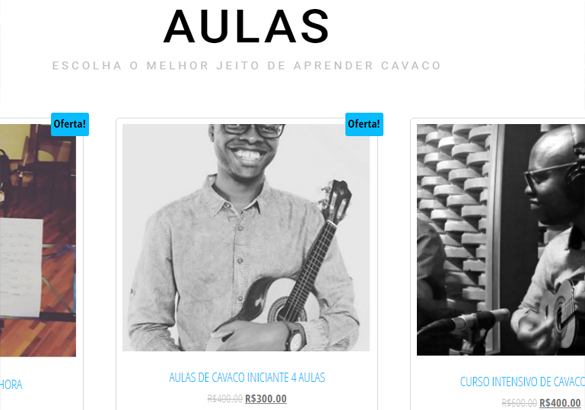 AULAS
ESCOLHA O MELHOR JEITO DE APRENDER CAVACO
Oferta!
Oferta!
HORA
AULAS DE CAVACO INICIANTE 4 AULAS
R$400.00 R$300.00
CURSO INTENSIVO DE CAVACO
R$600.00 R$400.00